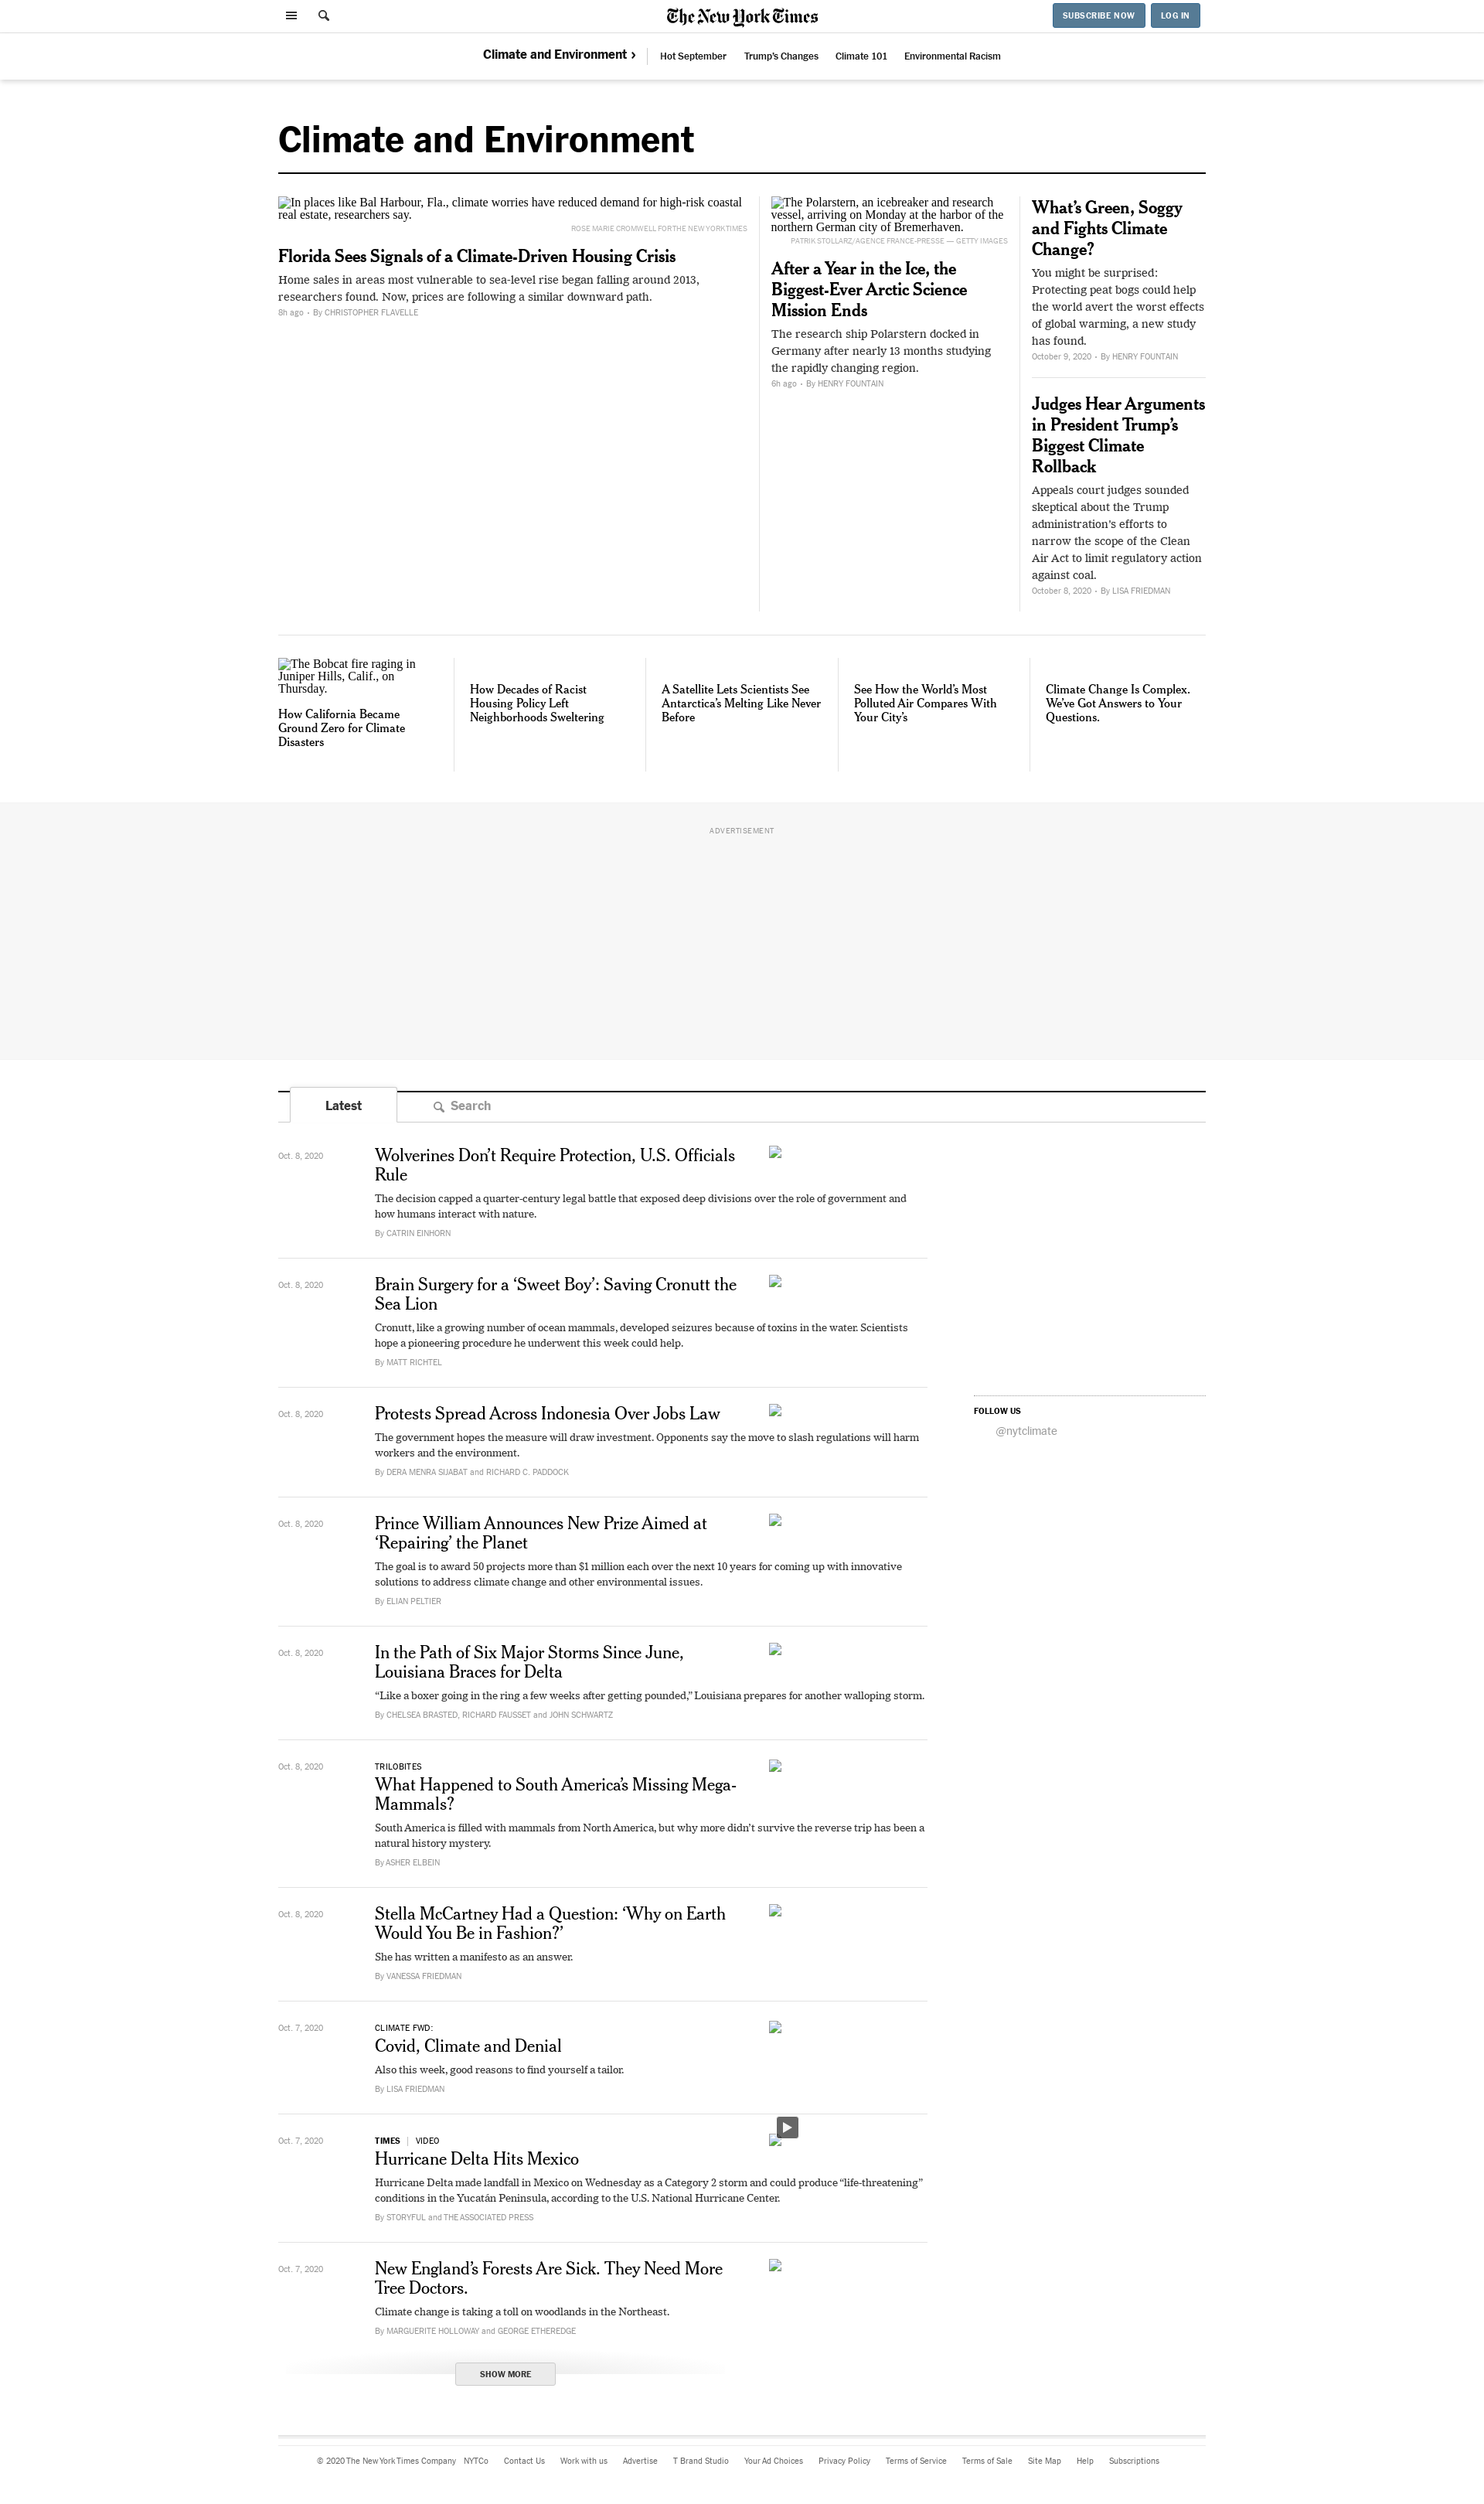 The New York Times
SUBSCRIBE NOW
LOG IN
Climate and Environment ›
Hot September
Trump's Changes
Climate 101
Environmental Racism
Climate and Environment
In places like Bal Harbour, Fla., climate worries have reduced demand for high-risk coastal
real estate, researchers say.
ROSE MARIE CROMWELL FOR THE NEW YORK TIMES
Florida Sees Signals of a Climate-Driven Housing Crisis
Home sales in areas most vulnerable to sea-level rise began falling around 2013,
researchers found. Now, prices are following a similar downward path.
8h ago • By CHRISTOPHER FLAVELLE
The Polarstern, an icebreaker and research
vessel, arriving on Monday at the harbor of the
northern German city of Bremerhaven.
PATRIK STOLLARZ/AGENCE FRANCE-PRESSE — GETTY IMAGES
After a Year in the Ice, the
Biggest-Ever Arctic Science
Mission Ends
The research ship Polarstern docked in
Germany after nearly 13 months studying
the rapidly changing region.
6h ago • By HENRY FOUNTAIN
What's Green, Soggy
and Fights Climate
Change?
You might be surprised:
Protecting peat bogs could help
the world avert the worst effects
of global warming, a new study
has found.
October 9, 2020 • By HENRY FOUNTAIN
Judges Hear Arguments
in President Trump's
Biggest Climate
Rollback
Appeals court judges sounded
skeptical about the Trump
administration's efforts to
narrow the scope of the Clean
Air Act to limit regulatory action
against coal.
October 8, 2020 • By LISA FRIEDMAN
The Bobcat fire raging in
Juniper Hills, Calif., on
Thursday.
How California Became
Ground Zero for Climate
Disasters
How Decades of Racist
Housing Policy Left
Neighborhoods Sweltering
A Satellite Lets Scientists See
Antarctica's Melting Like Never
Before
See How the World's Most
Polluted Air Compares With
Your City's
Climate Change Is Complex.
We've Got Answers to Your
Questions.
ADVERTISEMENT
Latest
Search
Oct. 8, 2020
Wolverines Don't Require Protection, U.S. Officials
Rule
The decision capped a quarter-century legal battle that exposed deep divisions over the role of government and
how humans interact with nature.
By CATRIN EINHORN
Oct. 8, 2020
Brain Surgery for a 'Sweet Boy': Saving Cronutt the
Sea Lion
Cronutt, like a growing number of ocean mammals, developed seizures because of toxins in the water. Scientists
hope a pioneering procedure he underwent this week could help.
By MATT RICHTEL
FOLLOW US
@nytclimate
Oct. 8, 2020
Protests Spread Across Indonesia Over Jobs Law
The government hopes the measure will draw investment. Opponents say the move to slash regulations will harm
workers and the environment.
By DERA MENRA SIJABAT and RICHARD C. PADDOCK
Oct. 8, 2020
Prince William Announces New Prize Aimed at
'Repairing' the Planet
The goal is to award 50 projects more than $1 million each over the next 10 years for coming up with innovative
solutions to address climate change and other environmental issues.
By ELIAN PELTIER
Oct. 8, 2020
In the Path of Six Major Storms Since June,
Louisiana Braces for Delta
“Like a boxer going in the ring a few weeks after getting pounded,” Louisiana prepares for another walloping storm.
By CHELSEA BRASTED, RICHARD FAUSSET and JOHN SCHWARTZ
Oct. 8, 2020
TRILOBITES
What Happened to South America's Missing Mega-
Mammals?
South America is filled with mammals from North America, but why more didn't survive the reverse trip has been a
natural history mystery.
By ASHER ELBEIN
Oct. 8, 2020
Stella McCartney Had a Question: 'Why on Earth
Would You Be in Fashion?'
She has written a manifesto as an answer.
By VANESSA FRIEDMAN
Oct. 7, 2020
CLIMATE FWD:
Covid, Climate and Denial
Also this week, good reasons to find yourself a tailor.
By LISA FRIEDMAN
Oct. 7, 2020
TIMES | VIDEO
Hurricane Delta Hits Mexico
Hurricane Delta made landfall in Mexico on Wednesday as a Category 2 storm and could produce “life-threatening”
conditions in the Yucatán Peninsula, according to the U.S. National Hurricane Center.
By STORYFUL and THE ASSOCIATED PRESS
Oct. 7, 2020
New England's Forests Are Sick. They Need More
Tree Doctors.
Climate change is taking a toll on woodlands in the Northeast.
By MARGUERITE HOLLOWAY and GEORGE ETHEREDGE
SHOW MORE
© 2020 The New York Times Company NYTCo Contact Us Work with us Advertise T Brand Studio Your Ad Choices Privacy Policy Terms of Service Terms of Sale Site Map Help Subscriptions